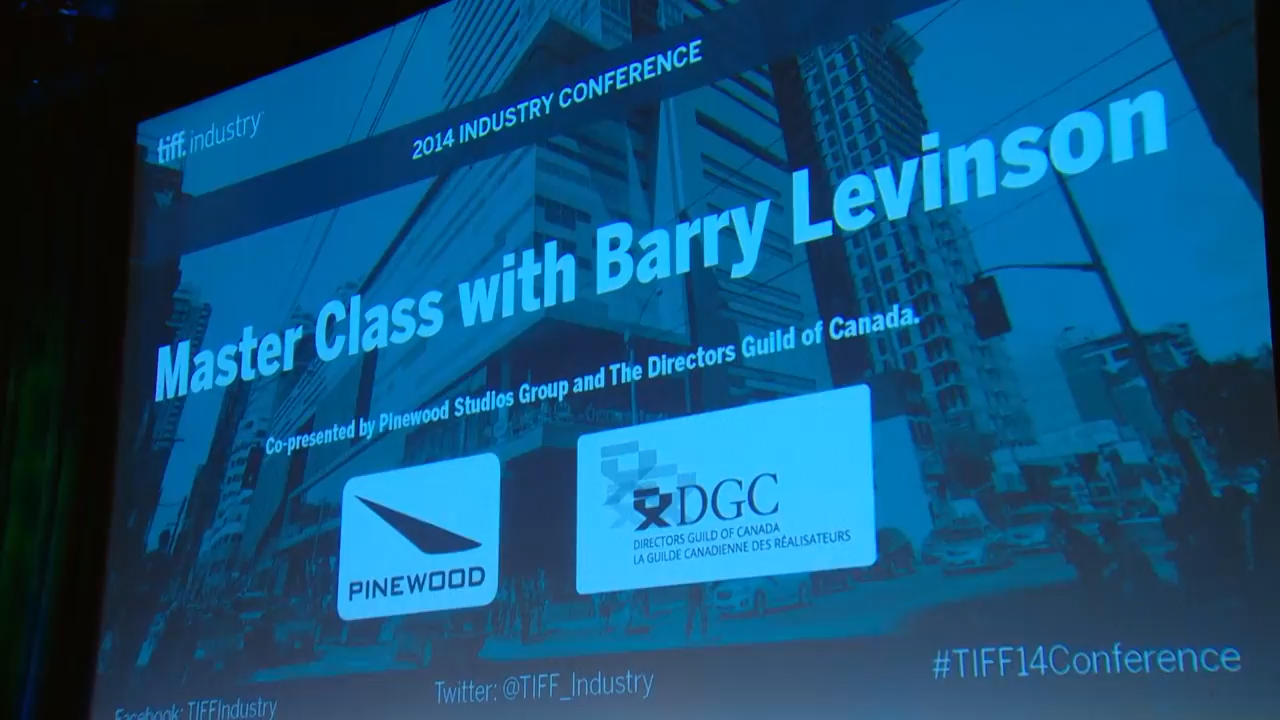 tiff. industry
2014 INDUSTRY CONFERENCE
Master Class with Barry Levinson
Co-presented by Pinewood Studios Group and The Directors Guild of Canada.
PINEWOOD
DGC
DIRECTORS GUILD OF CANADA
LA GUILDE CANADIENNE DES RÉALISATEURS
#TIFF14Conference
Twitter: @TIFF_Industry
Facebook: TIFFIndustry